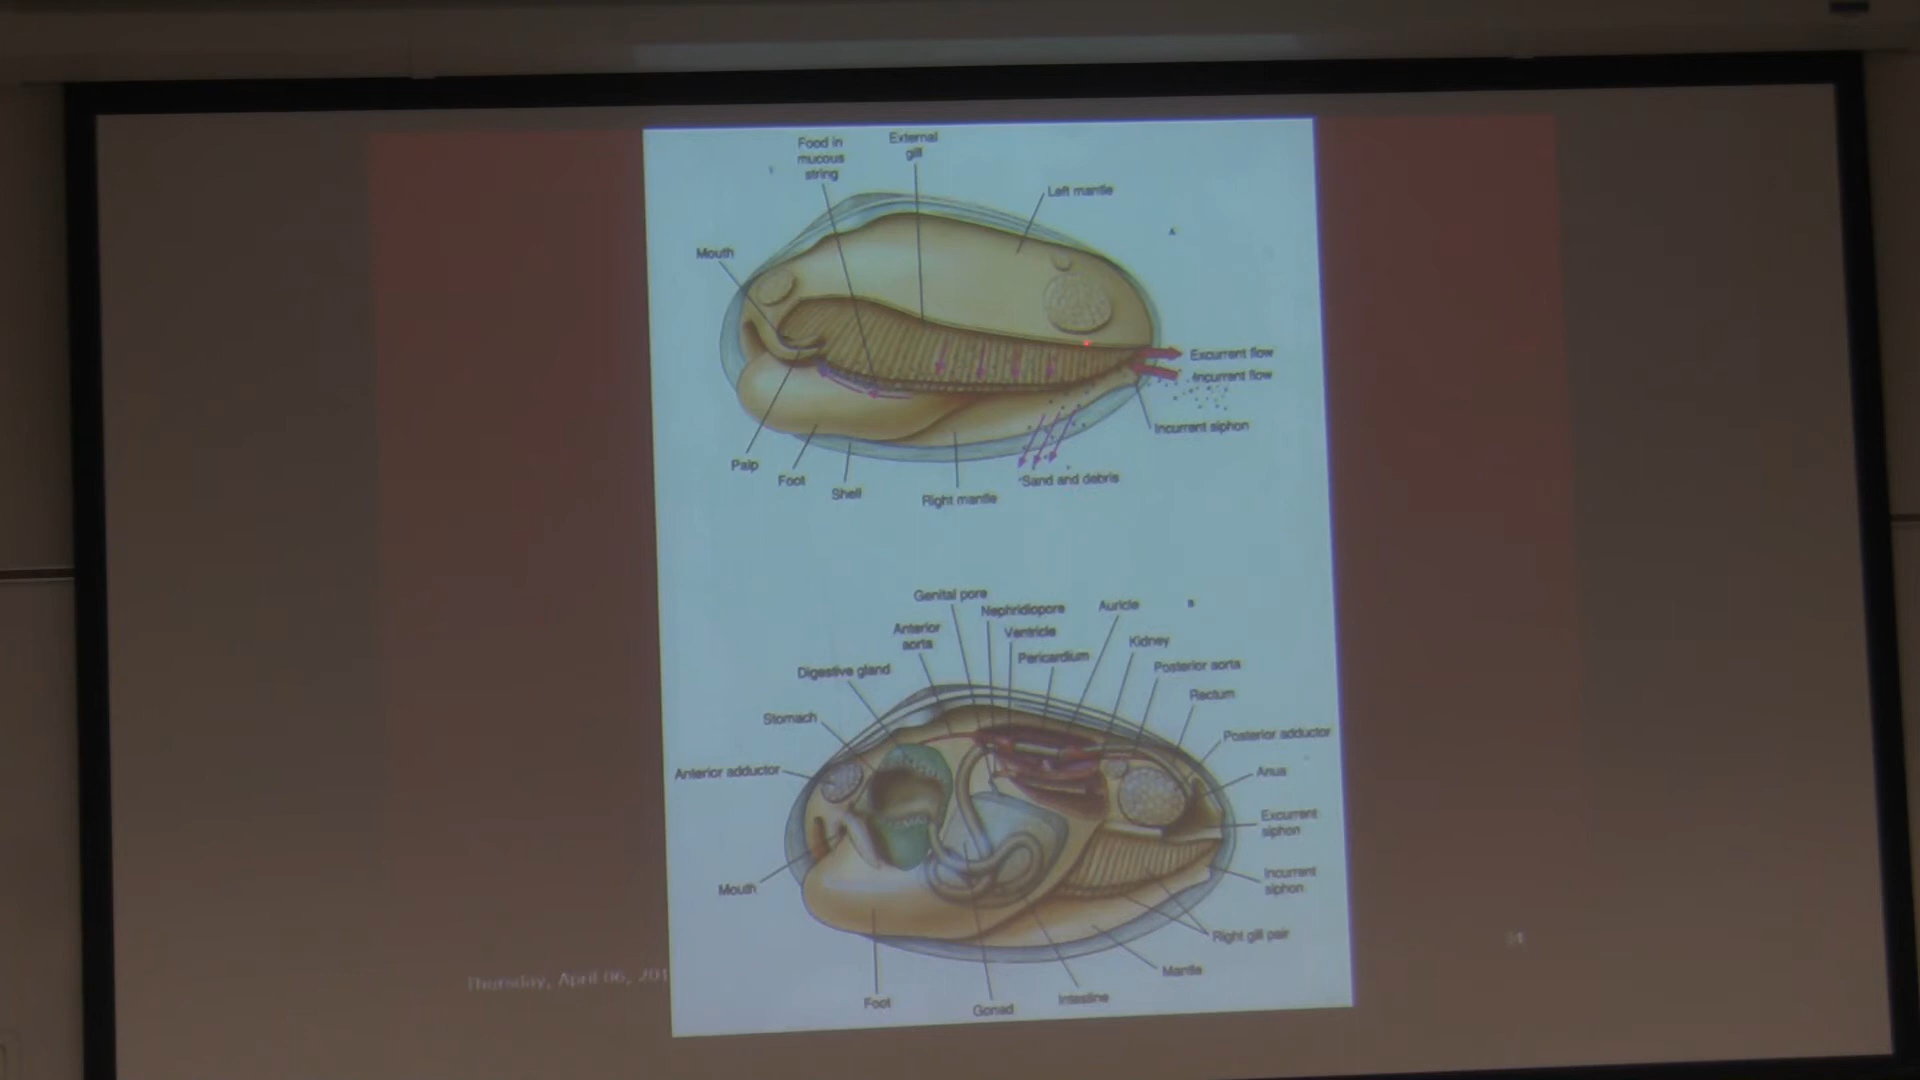 Food in
mucous
string
External
gill
Left mantle
A
Mouth
Excurrent flow
Incurrent flow
Incurrent siphon
Palp
Foot
Shell
Right mantle
Sand and debris
Genital pore
Nephridiopore
Auricle
B
Anterior
aorta
Ventricle
Kidney
Pericardium
Digestive gland
Posterior aorta
Rectum
Stomach
Posterior adductor
Anterior adductor
Anus
Excurrent
siphon
Mouth
Incurrent
siphon
Right gill pair
Mantle
Foot
Gonad
Intestine
Thursday, April 06, 201